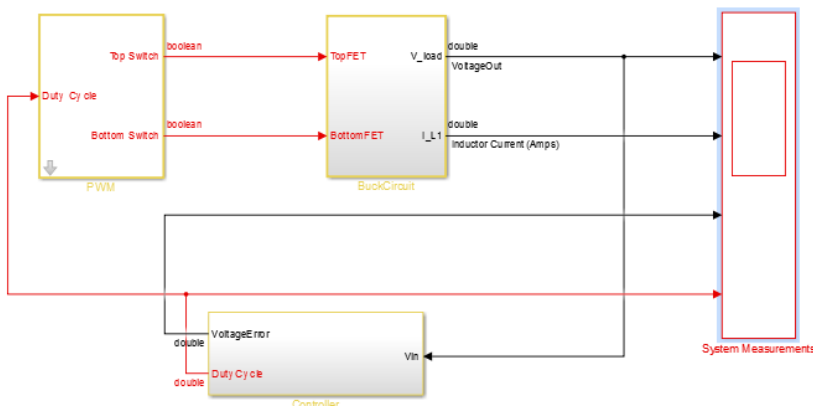 boolean
double
Top Switch
TopFET
V_load
VoltageOut
Duty Cycle
boolean
double
Bottom Switch
BottomFET
I_L1
Inductor Current (Amps)
PWM
BuckCircuit
VoltageError
double
System Measurements
Vin
Duty Cycle
double
Controller